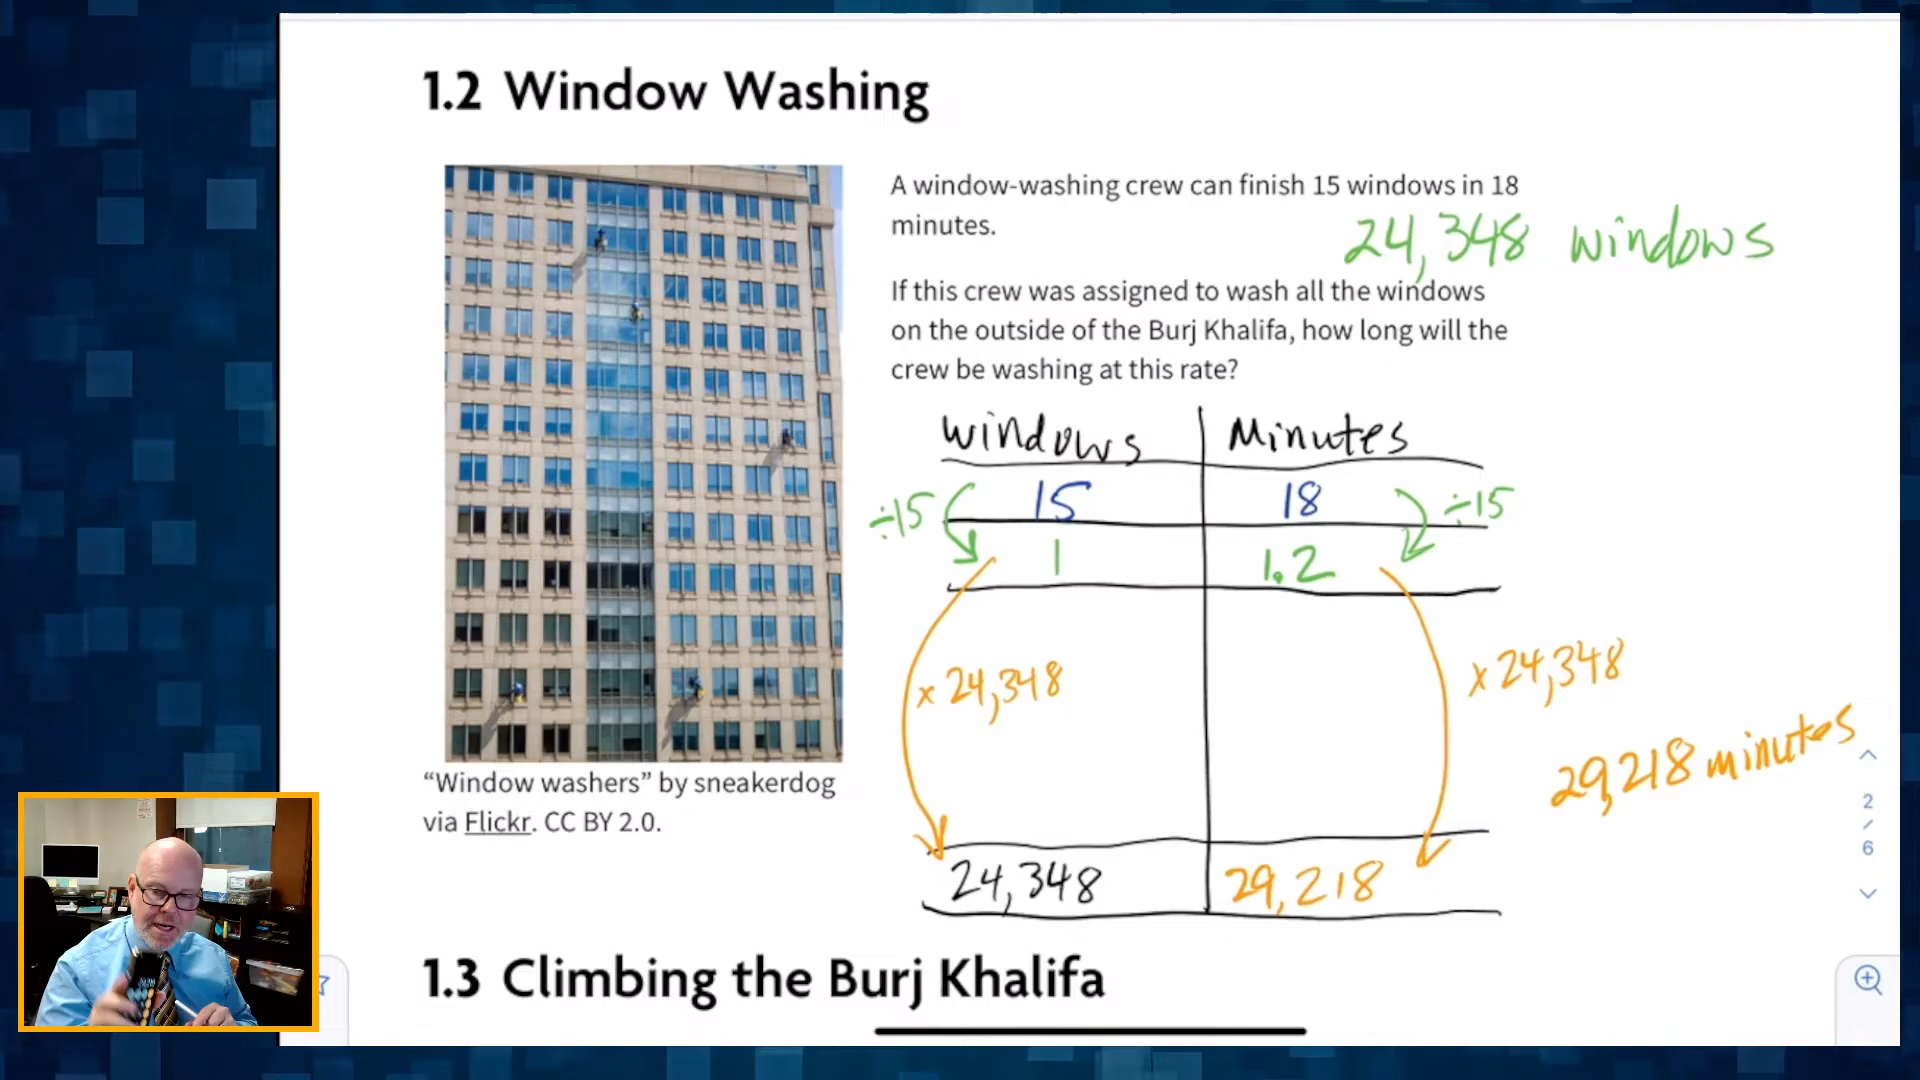 1.2 Window Washing
A window-washing crew can finish 15 windows in 18
minutes.
24,348 windows
If this crew was assigned to wash all the windows
on the outside of the Burj Khalifa, how long will the
crew be washing at this rate?
windows Minutes
÷15 15 18 ÷15
1 1.2
x 24,348 x 24,348
29,218 minutes
24,348 29,218
“Window washers” by sneakerdog
via Flickr. CC BY 2.0.
2
/
6
1.3 Climbing the Burj Khalifa